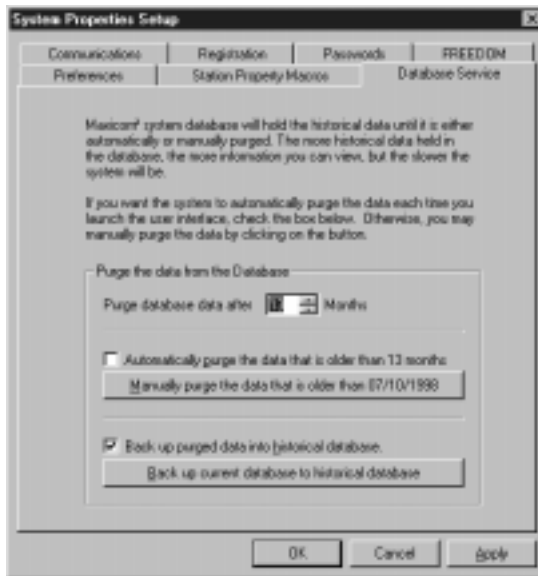 System Properties Setup
Communications Registration Passwords FREEDOM
Preferences Station Property Macros Database Service
Maxicom² system database will hold the historical data until it is either
automatically or manually purged. The more historical data held
in the database, the more information you can view, but the slower the
system will be.
If you want the system to automatically purge the data each time you
launch the user interface, check the box below. Otherwise, you may
manually purge the data by clicking on the button.
Purge the data from the Database
Purge database data after Months
Automatically purge the data that is older than 13 months
Manually purge the data that is older than 07/10/1998
Back up purged data into historical database.
Back up current database to historical database
OK Cancel Apply